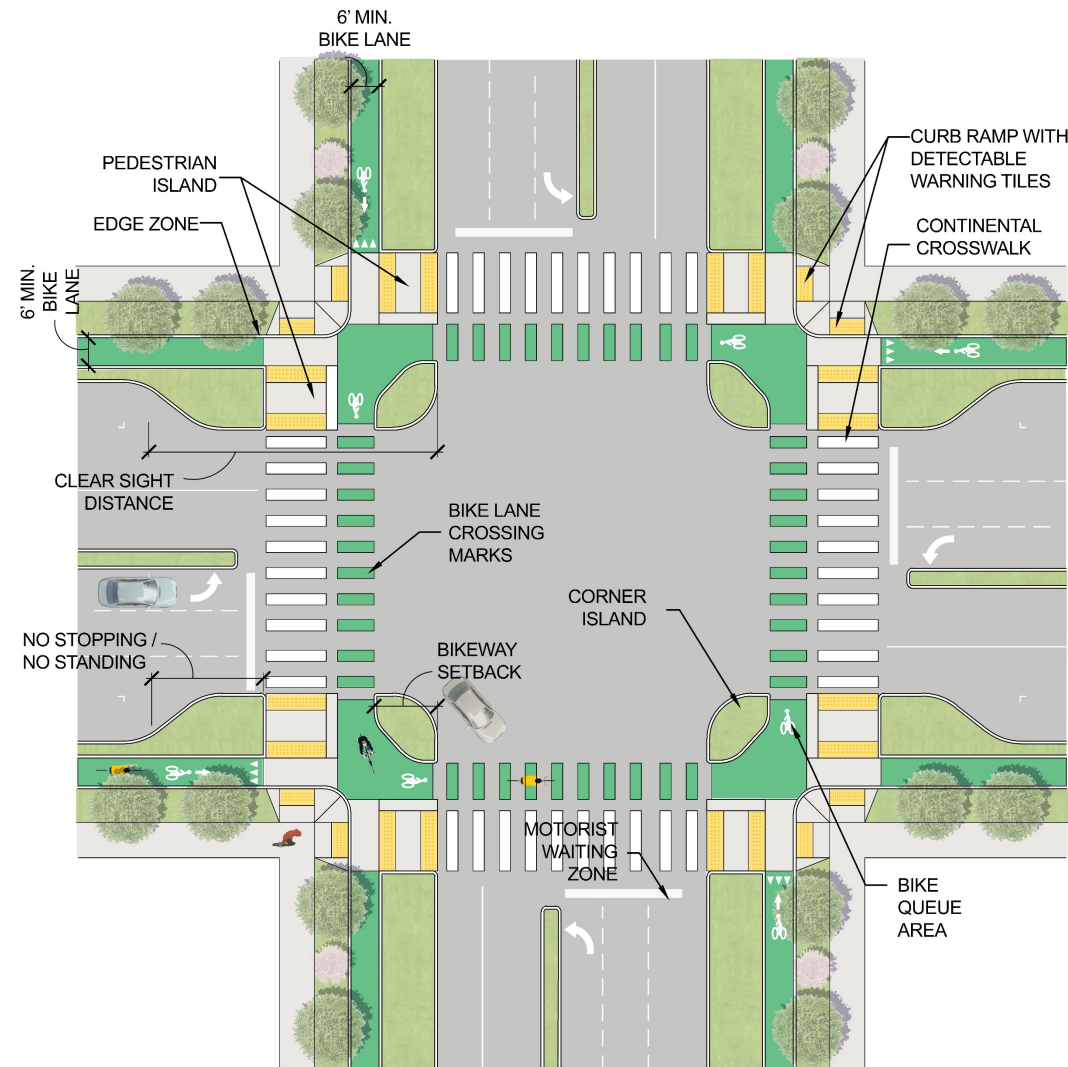 6’ MIN.
BIKE LANE
PEDESTRIAN
ISLAND
EDGE ZONE
6’ MIN.
BIKE
LANE
CURB RAMP WITH
DETECTABLE
WARNING TILES
CONTINENTAL
CROSSWALK
CLEAR SIGHT
DISTANCE
BIKE LANE
CROSSING
MARKS
CORNER
ISLAND
NO STOPPING /
NO STANDING
BIKEWAY
SETBACK
MOTORIST
WAITING
ZONE
BIKE
QUEUE
AREA